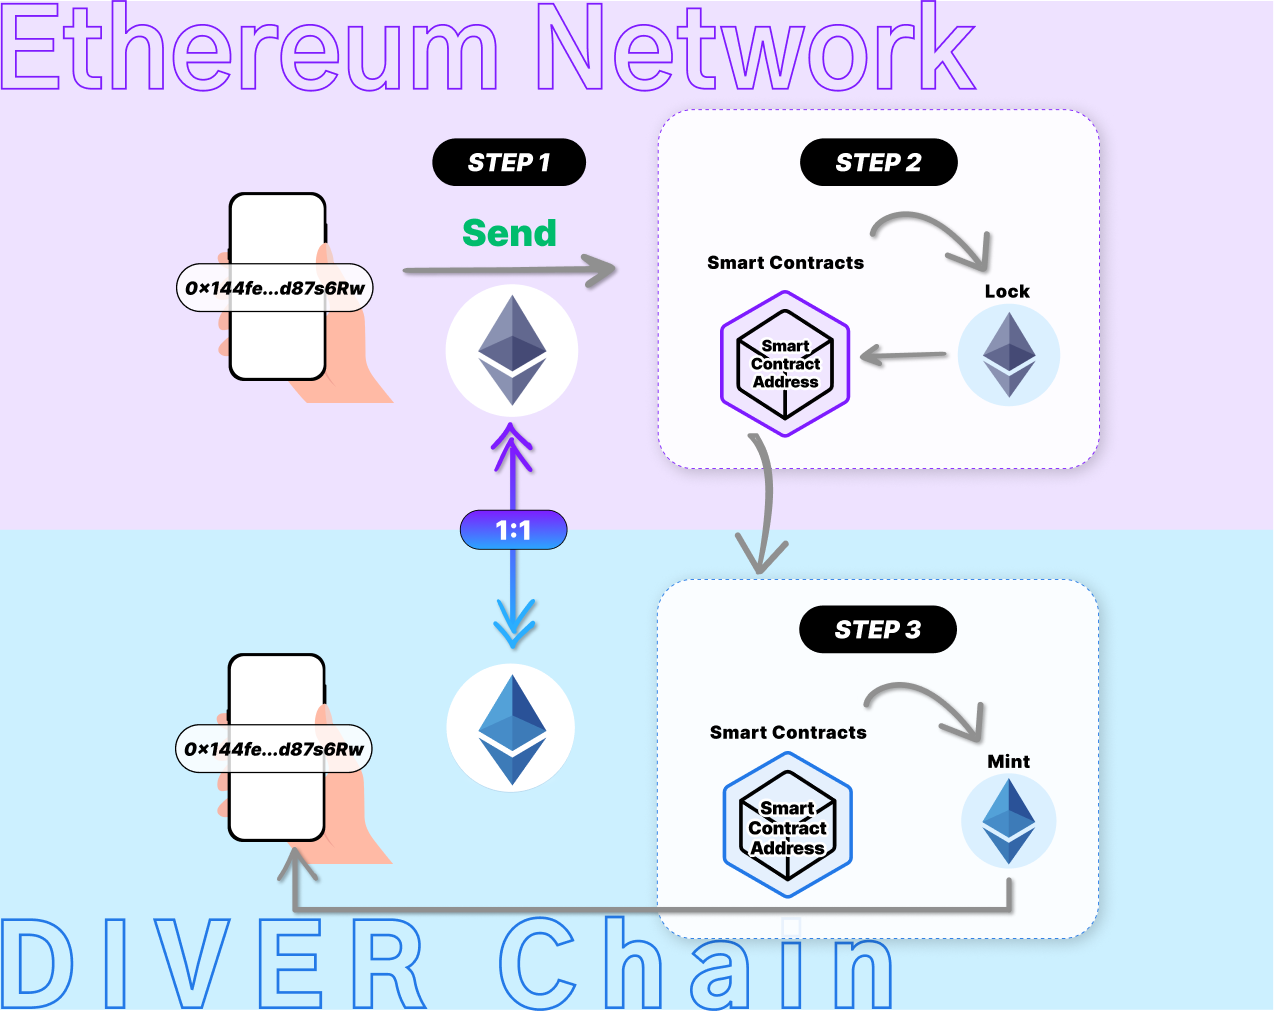 Ethereum Network
STEP 1
STEP 2
Send
Smart Contracts
0×144fe...d87s6Rw
Lock
Smart
Contract
Address
1:1
STEP 3
Smart Contracts
0×144fe...d87s6Rw
Mint
Smart
Contract
Address
DIVER Chain